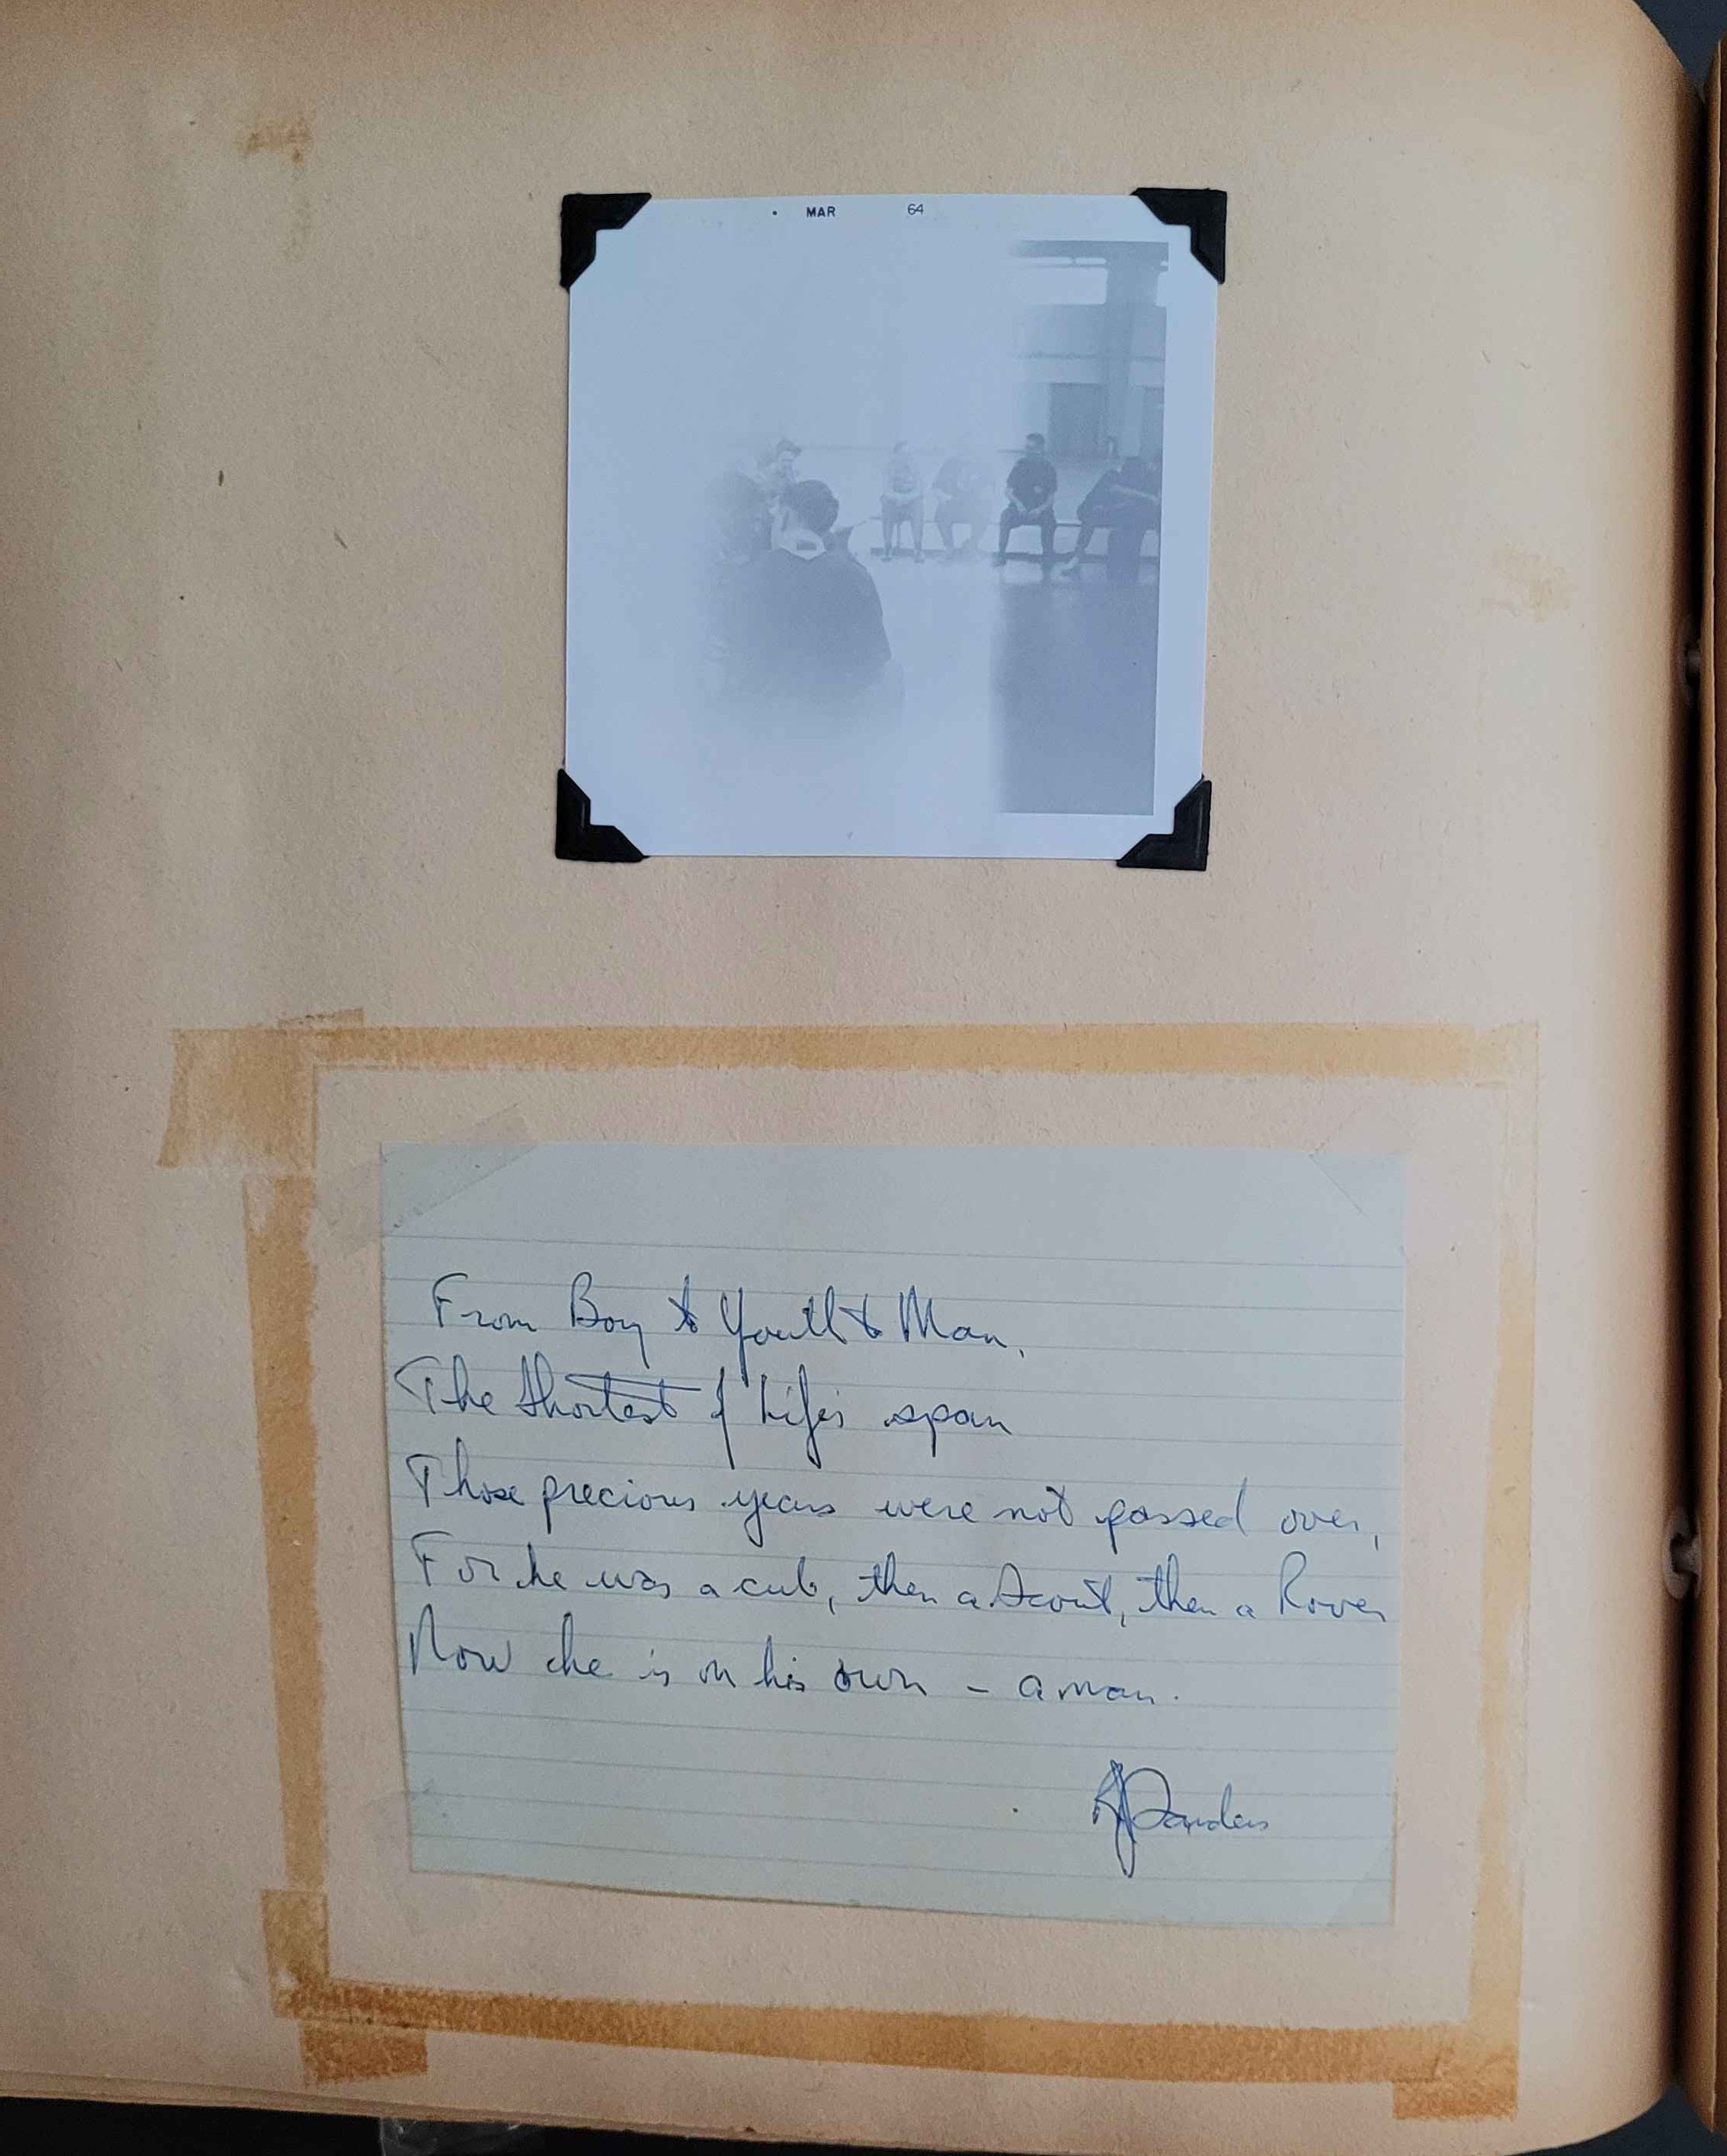 • MAR 64
From Boy to Youth to Man,
The shortest of Life's span
Those precious years were not passed over,
For he was a cub, then a Scout, then a Rover
Now he is on his own – a man.